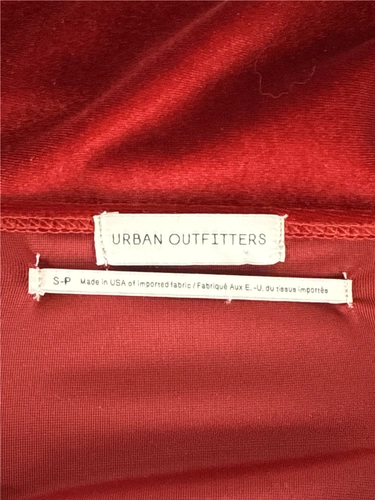 URBAN OUTFITTERS
S-P Made in USA of imported fabric / Fabriqué Aux E. -U. du tissus importés